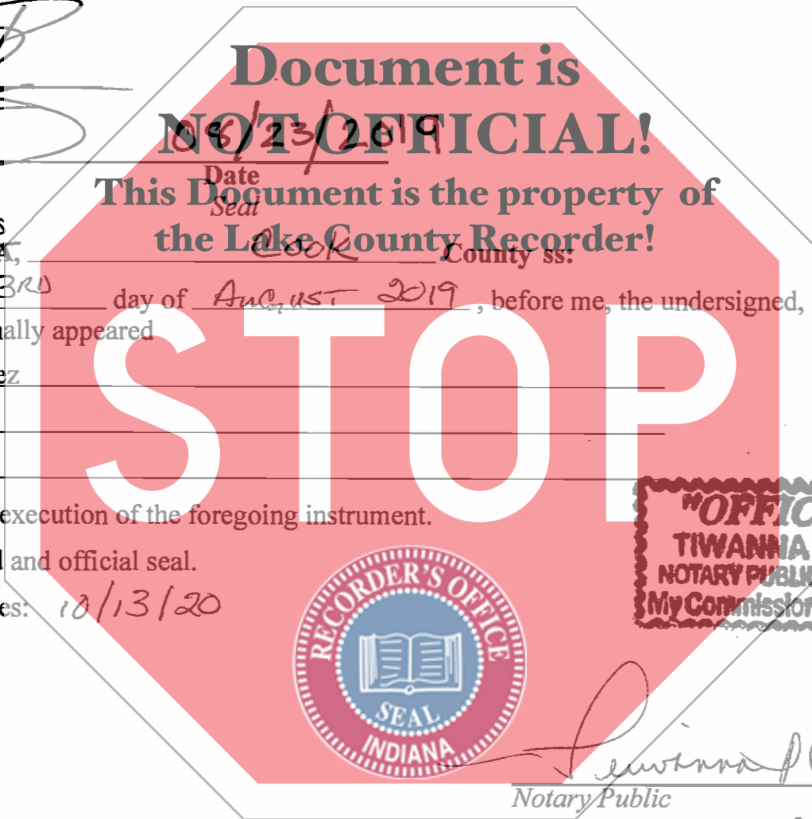 Document is
NOT OFFICIAL!
08/23/2019
Date
This Document is the property of
Seal
the Lake County Recorder!
Cook County ss:
3RD day of August 2019, before me, the undersigned,
ally appeared
ez
STOP
execution of the foregoing instrument.
"OFFIC
and official seal.
TIWANNA
NOTARY PUBLI
es: 10/13/20
My Commission
RECORDER'S OFFICE
SEAL
INDIANA
Notary Public